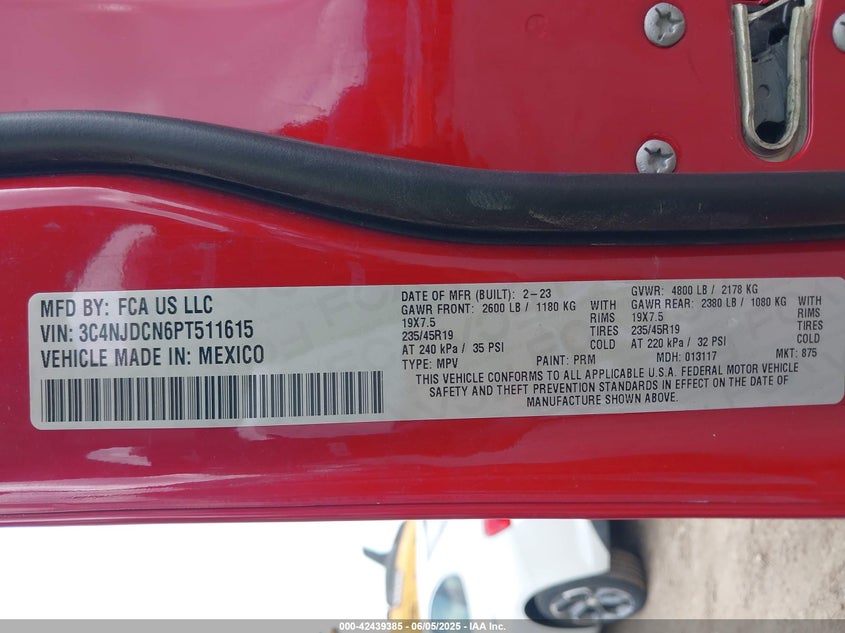 MFD BY: FCA US LLC
VIN: 3C4NJDCN6PT511615
VEHICLE MADE IN: MEXICO
DATE OF MFR (BUILT): 2-23
GAWR FRONT: 2600 LB / 1180 KG WITH
19X7.5 RIMS
235/45R19
AT 240 kPa / 35 PSI COLD
TYPE: MPV PAINT: PRM
GVWR: 4800 LB / 2178 KG
GAWR REAR: 2380 LB / 1080 KG WITH
19X7.5 RIMS
235/45R19
AT 220 kPa / 32 PSI COLD
MDH: 013117 MKT: 875
THIS VEHICLE CONFORMS TO ALL APPLICABLE U.S.A. FEDERAL MOTOR VEHICLE
SAFETY AND THEFT PREVENTION STANDARDS IN EFFECT ON THE DATE OF
MANUFACTURE SHOWN ABOVE.
000-42439385 - 06/05/2025 - IAAI.com